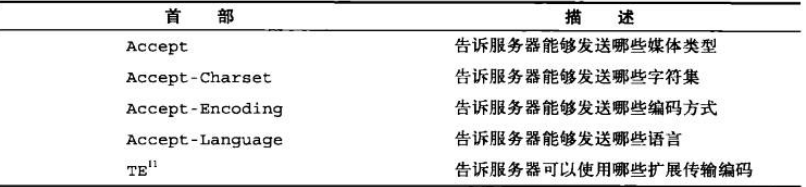 首 部 描 述
Accept 告诉服务器能够发送哪些媒体类型
Accept-Charset 告诉服务器能够发送哪些字符集
Accept-Encoding 告诉服务器能够发送哪些编码方式
Accept-Language 告诉服务器能够发送哪些语言
TE11 告诉服务器可以使用哪些扩展传输编码